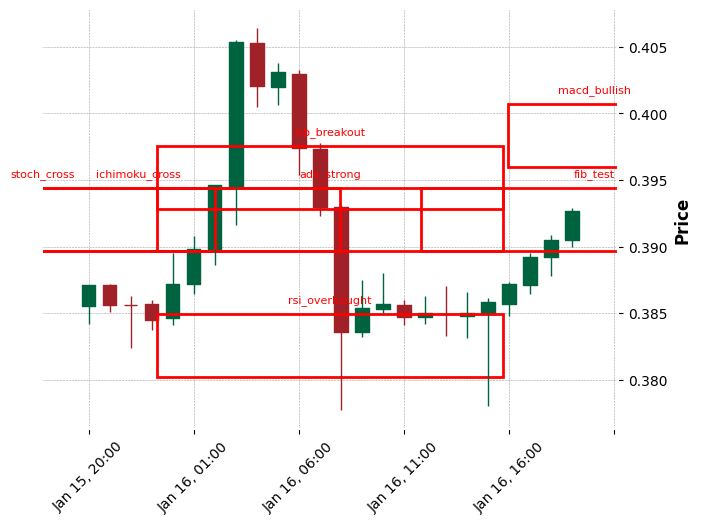 macd_bullish
stoch_cross
ichimoku_cross
fib_test
rsi_overbought
0.405
0.400
0.395
0.390
0.385
0.380
Price
Jan 15, 20:00
Jan 16, 01:00
Jan 16, 06:00
Jan 16, 11:00
Jan 16, 16:00